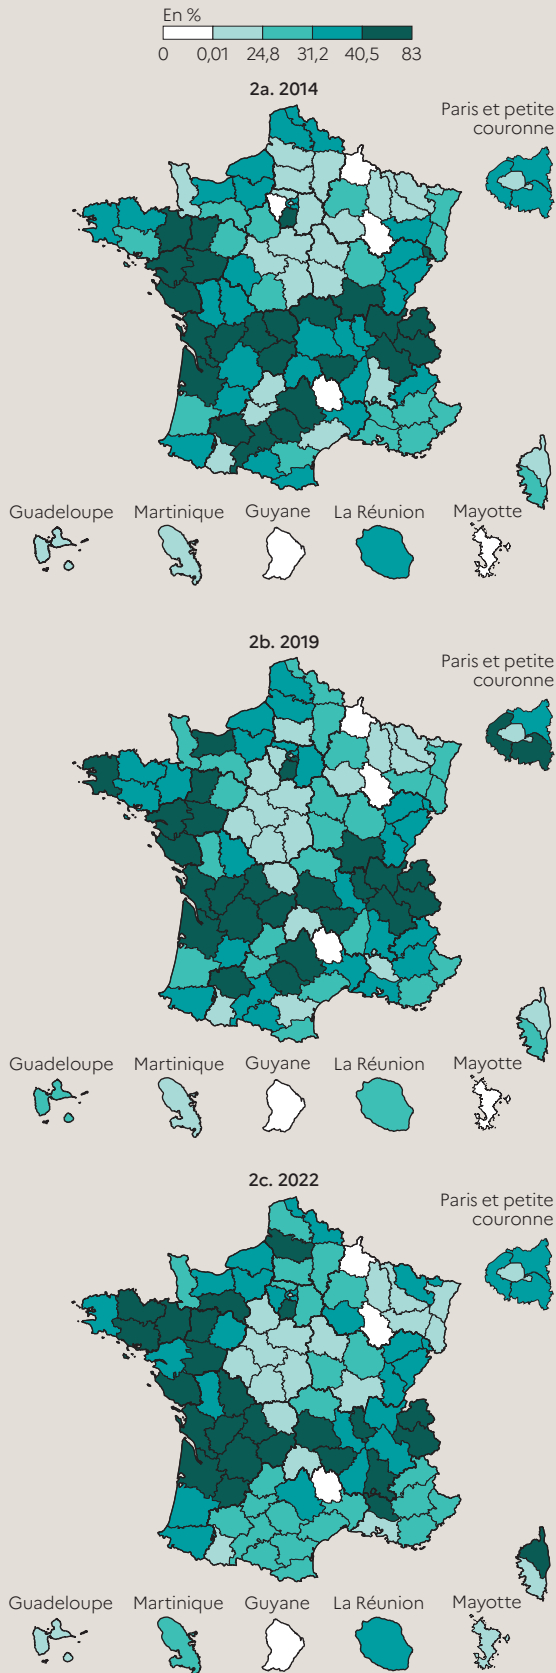 En %
0 0,01 24,8 31,2 40,5 83
2a. 2014
Paris et petite
couronne
Guadeloupe Martinique Guyane La Réunion Mayotte
2b. 2019
Paris et petite
couronne
Guadeloupe Martinique Guyane La Réunion Mayotte
2c. 2022
Paris et petite
couronne
Guadeloupe Martinique Guyane La Réunion Mayotte